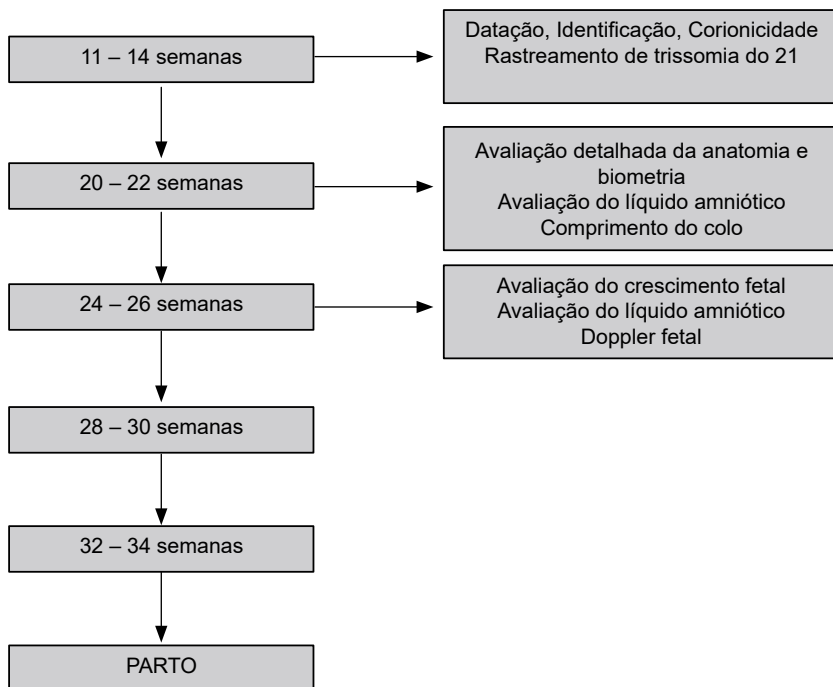 11 – 14 semanas
Datação, Identificação, Corionicidade
Rastreamento de trissomia do 21
20 – 22 semanas
Avaliação detalhada da anatomia e
biometria
Avaliação do líquido amniótico
Comprimento do colo
24 – 26 semanas
Avaliação do crescimento fetal
Avaliação do líquido amniótico
Doppler fetal
28 – 30 semanas
32 – 34 semanas
PARTO